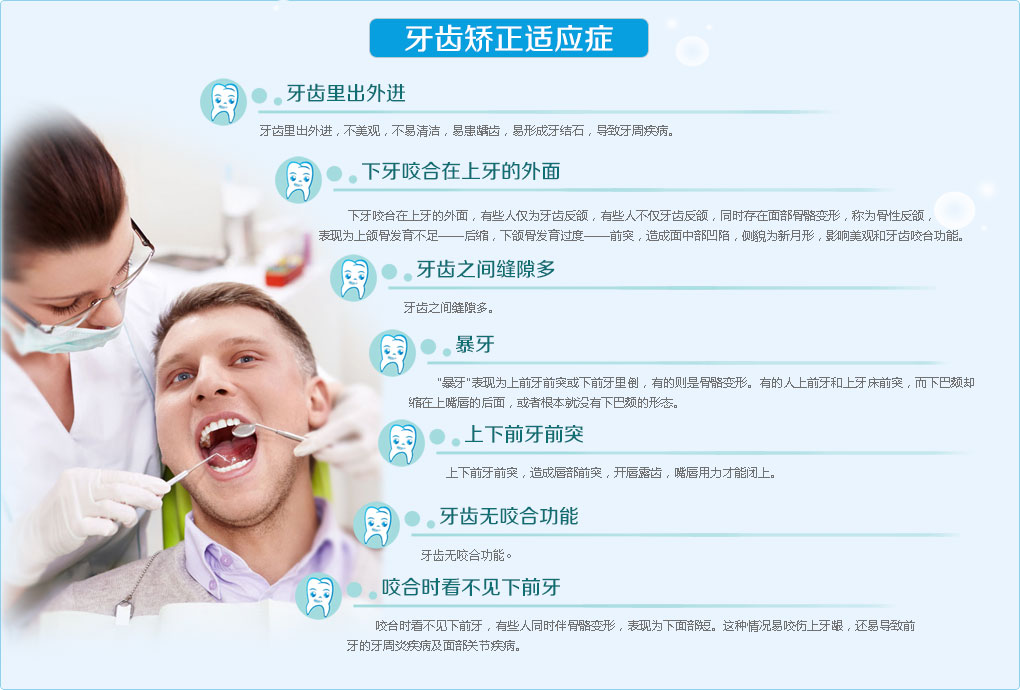 牙齿矫正适应症
牙齿里出外进
牙齿里出外进，不美观，不易清洁，易患龋齿，易形成牙结石，导致牙周疾病。
下牙咬合在上牙的外面
下牙咬合在上牙的外面，有些人仅为牙齿反颌，有些人不仅牙齿反颌，同时存在面部骨骼变形，称为骨性反颌，
表现为上颌骨发育不足——后缩，下颌骨发育过度——前突，造成面中部凹陷，侧貌为新月形，影响美观和牙齿咬合功能。
牙齿之间缝隙多
牙齿之间缝隙多。
暴牙
"暴牙"表现为上前牙前突或下前牙里倒，有的则是骨骼变形。有的人上前牙和上牙床前突，而下巴颏却
缩在上嘴唇的后面，或者根本就没有下巴颏的形态。
上下前牙前突
上下前牙前突，造成唇部前突，开唇露齿，嘴唇用力才能闭上。
牙齿无咬合功能
牙齿无咬合功能。
咬合时看不见下前牙
咬合时看不见下前牙，有些人同时伴骨骼变形，表现为下面部短。这种情况易咬伤上牙龈，还易导致前
牙的牙周炎疾病及面部关节疾病。